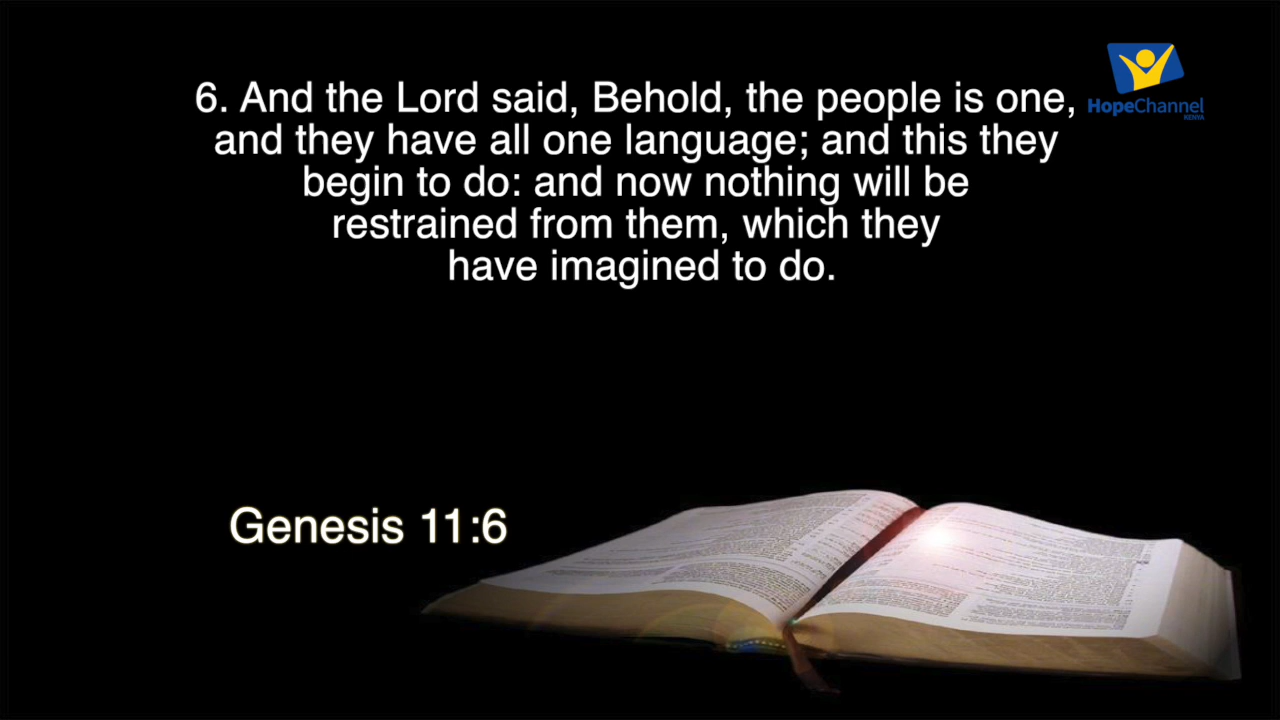 6. And the Lord said, Behold, the people is one,
and they have all one language; and this they
begin to do: and now nothing will be
restrained from them, which they
have imagined to do.
HopeChannel
KENYA
Genesis 11:6